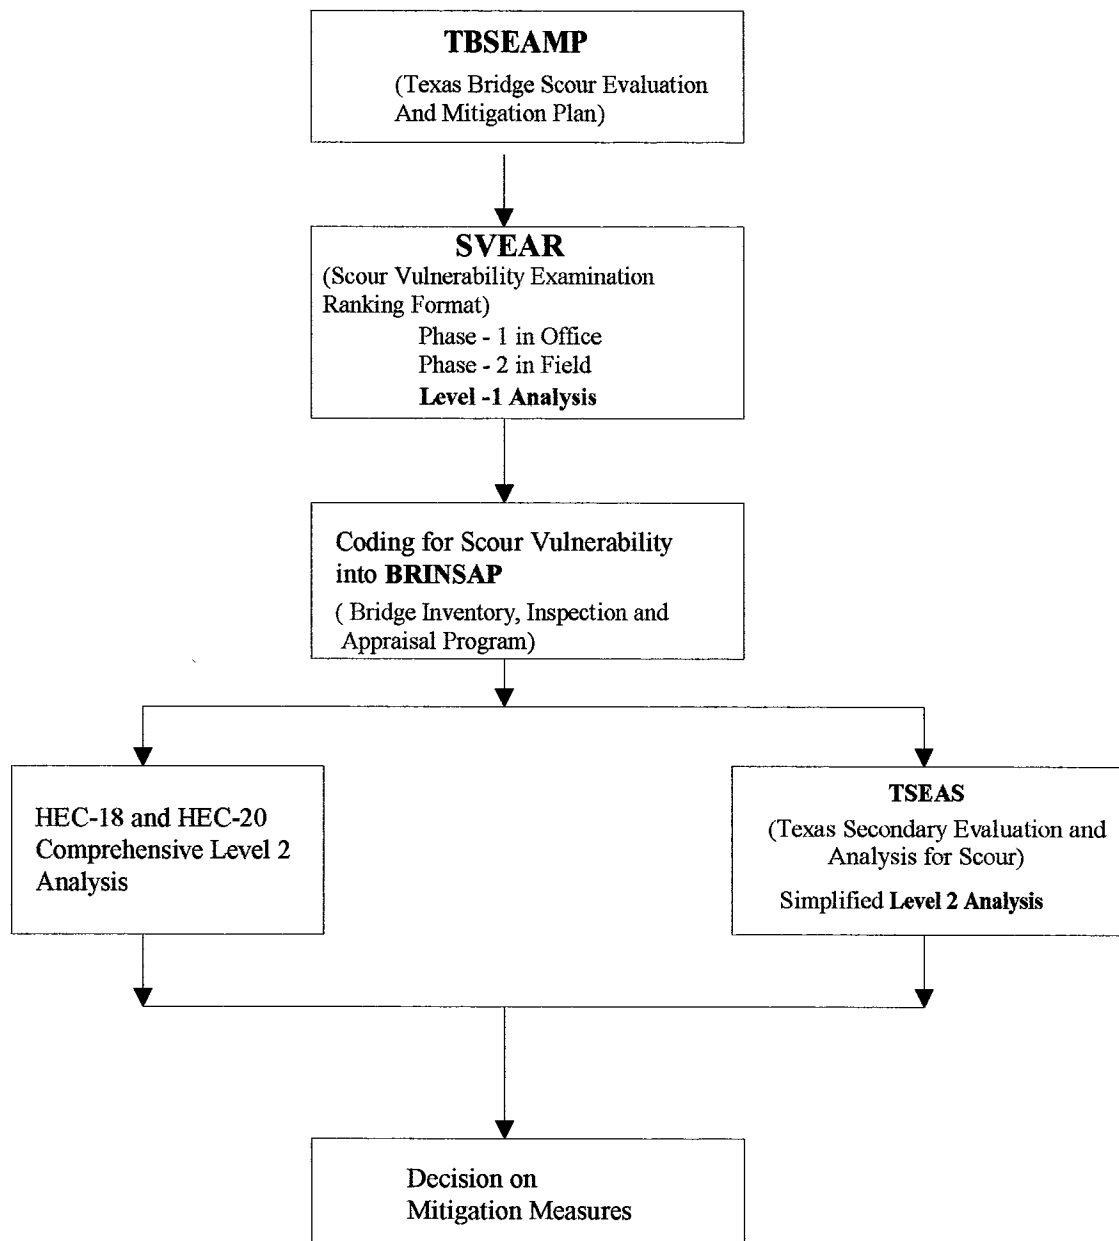 TBSEAMP
(Texas Bridge Scour Evaluation
And Mitigation Plan)
SVEAR
(Scour Vulnerability Examination
Ranking Format)
Phase - 1 in Office
Phase - 2 in Field
Level -1 Analysis
Coding for Scour Vulnerability
into BRINSAP
( Bridge Inventory, Inspection and
Appraisal Program)
HEC-18 and HEC-20
Comprehensive Level 2
Analysis
TSEAS
(Texas Secondary Evaluation and
Analysis for Scour)
Simplified Level 2 Analysis
Decision on
Mitigation Measures